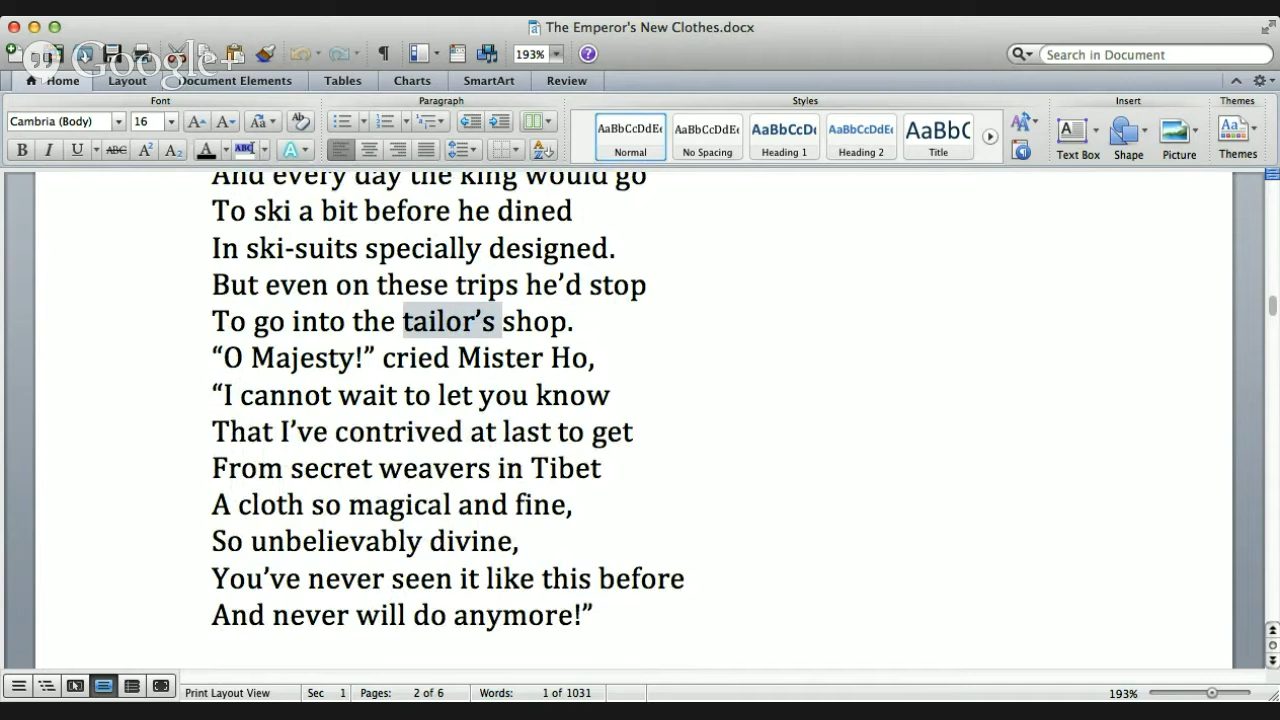 The Emperor's New Clothes.docx
Google+
193%
Search in Document
Home Layout Document Elements Tables Charts SmartArt Review
Font Paragraph Styles Insert Themes
Cambria (Body) 16
AaBbCcDdEe AaBbCcDdEe AaBbCcDc AaBbCcDdEe AaBbC
Normal No Spacing Heading 1 Heading 2 Title
Text Box Shape Picture Themes
And every day the king would go
To ski a bit before he dined
In ski-suits specially designed.
But even on these trips he’d stop
To go into the tailor’s shop.
“O Majesty!” cried Mister Ho,
“I cannot wait to let you know
That I’ve contrived at last to get
From secret weavers in Tibet
A cloth so magical and fine,
So unbelievably divine,
You’ve never seen it like this before
And never will do anymore!”
Print Layout View Sec 1 Pages: 2 of 6 Words: 1 of 1031 193%